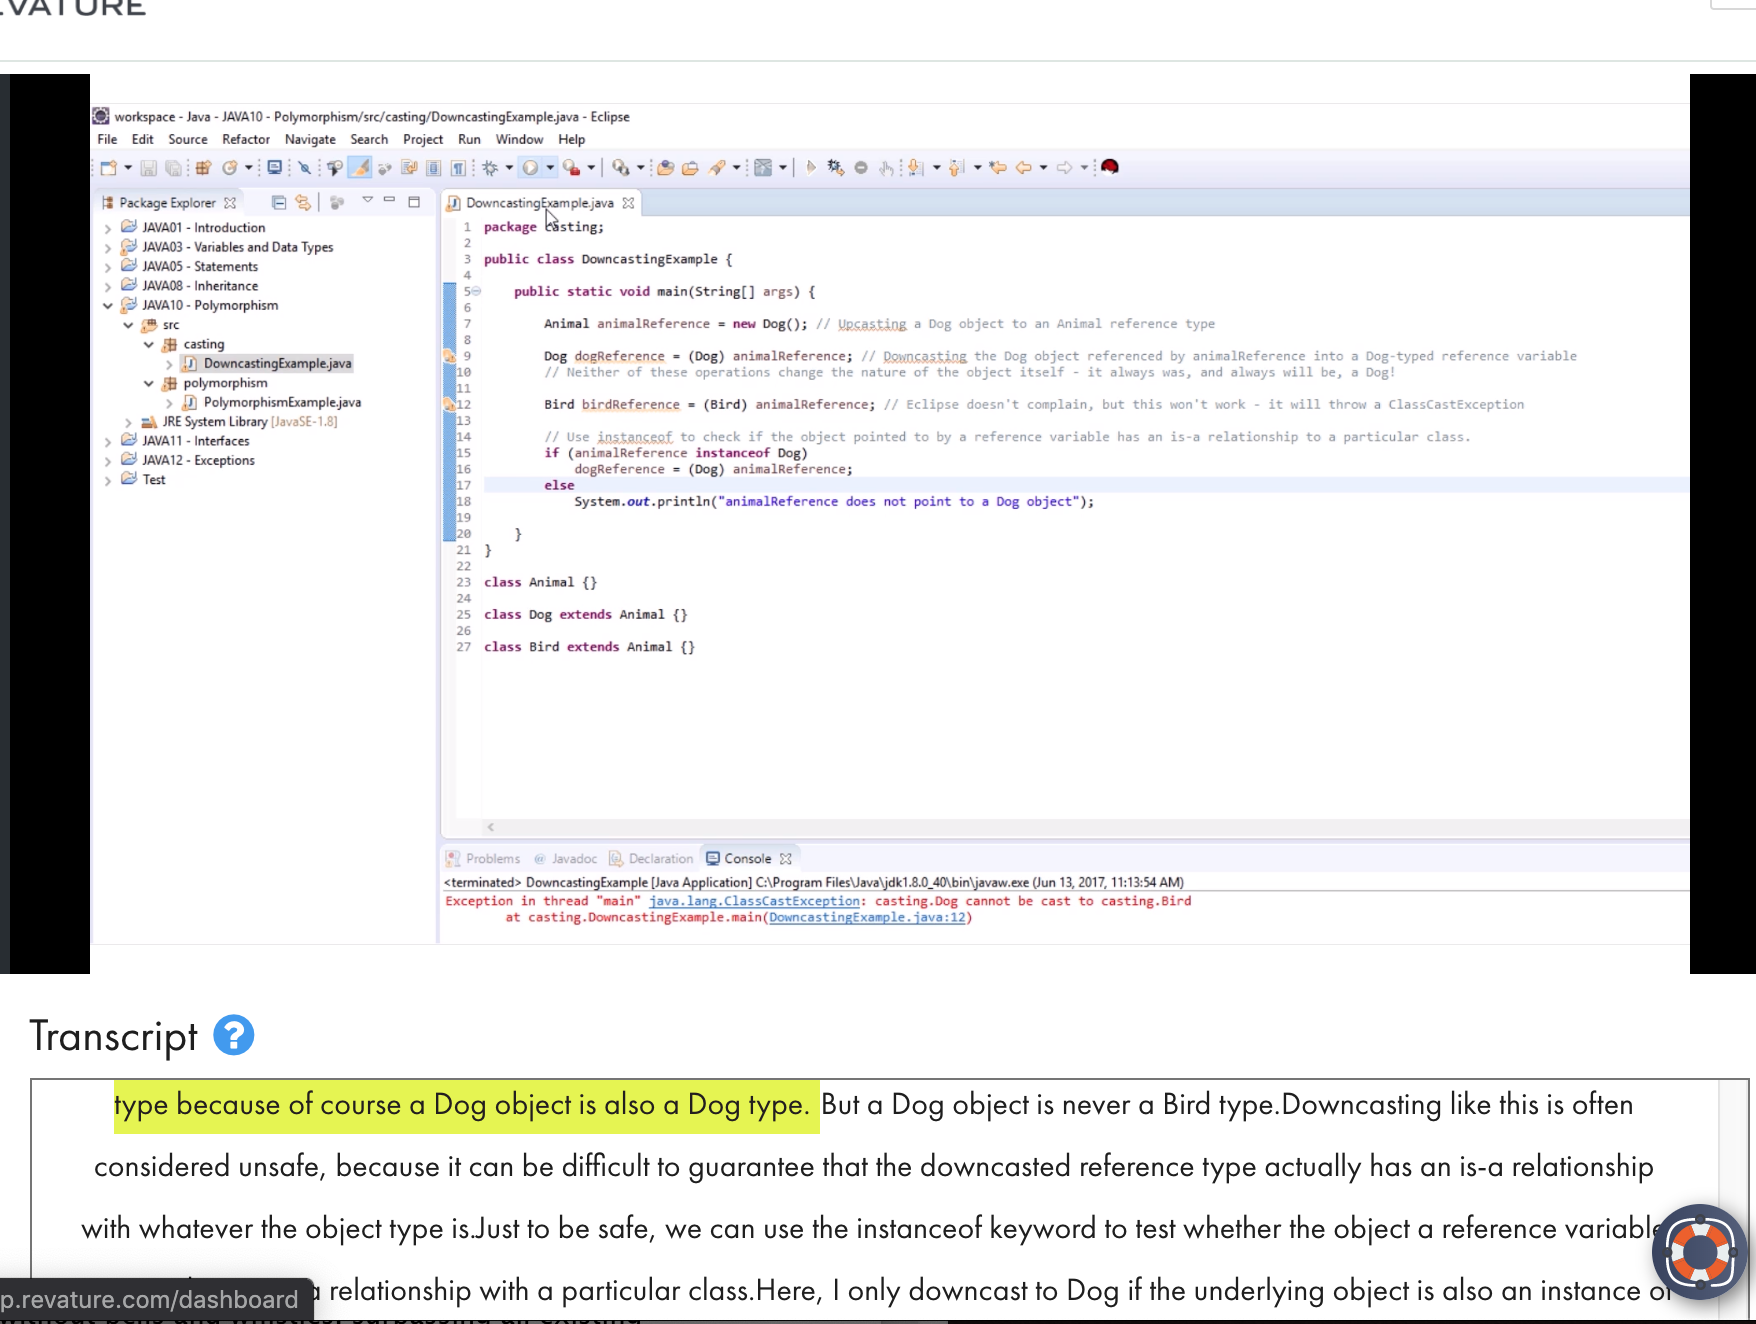 EVATURE
workspace - Java - JAVA10 - Polymorphism/src/casting/DowncastingExample.java - Eclipse
File Edit Source Refactor Navigate Search Project Run Window Help
Package Explorer
JAVA01 - Introduction
JAVA03 - Variables and Data Types
JAVA05 - Statements
JAVA08 - Inheritance
JAVA10 - Polymorphism
src
casting
DowncastingExample.java
polymorphism
PolymorphismExample.java
JRE System Library [JavaSE-1.8]
JAVA11 - Interfaces
JAVA12 - Exceptions
Test
DowncastingExample.java
1 package casting;
2
3 public class DowncastingExample {
4
5 public static void main(String[] args) {
6
7 Animal animalReference = new Dog(); // Upcasting a Dog object to an Animal reference type
8
9 Dog dogReference = (Dog) animalReference; // Downcasting the Dog object referenced by animalReference into a Dog-typed reference variable
10 // Neither of these operations change the nature of the object itself - it always was, and always will be, a Dog!
11
12 Bird birdReference = (Bird) animalReference; // Eclipse doesn't complain, but this won't work - it will throw a ClassCastException
13
14 // Use instanceof to check if the object pointed to by a reference variable has an is-a relationship to a particular class.
15 if (animalReference instanceof Dog)
16 dogReference = (Dog) animalReference;
17 else
18 System.out.println("animalReference does not point to a Dog object");
19
20 }
21 }
22
23 class Animal {}
24
25 class Dog extends Animal {}
26
27 class Bird extends Animal {}
Problems @ Javadoc Declaration Console
<terminated> DowncastingExample [Java Application] C:\Program Files\Java\jdk1.8.0_40\bin\javaw.exe (Jun 13, 2017, 11:13:54 AM)
Exception in thread "main" java.lang.ClassCastException: casting.Dog cannot be cast to casting.Bird
at casting.DowncastingExample.main(DowncastingExample.java:12)
Transcript ?
type because of course a Dog object is also a Dog type. But a Dog object is never a Bird type.Downcasting like this is often
considered unsafe, because it can be difficult to guarantee that the downcasted reference type actually has an is-a relationship
with whatever the object type is.Just to be safe, we can use the instanceof keyword to test whether the object a reference variable
a relationship with a particular class.Here, I only downcast to Dog if the underlying object is also an instance of
p.revature.com/dashboard